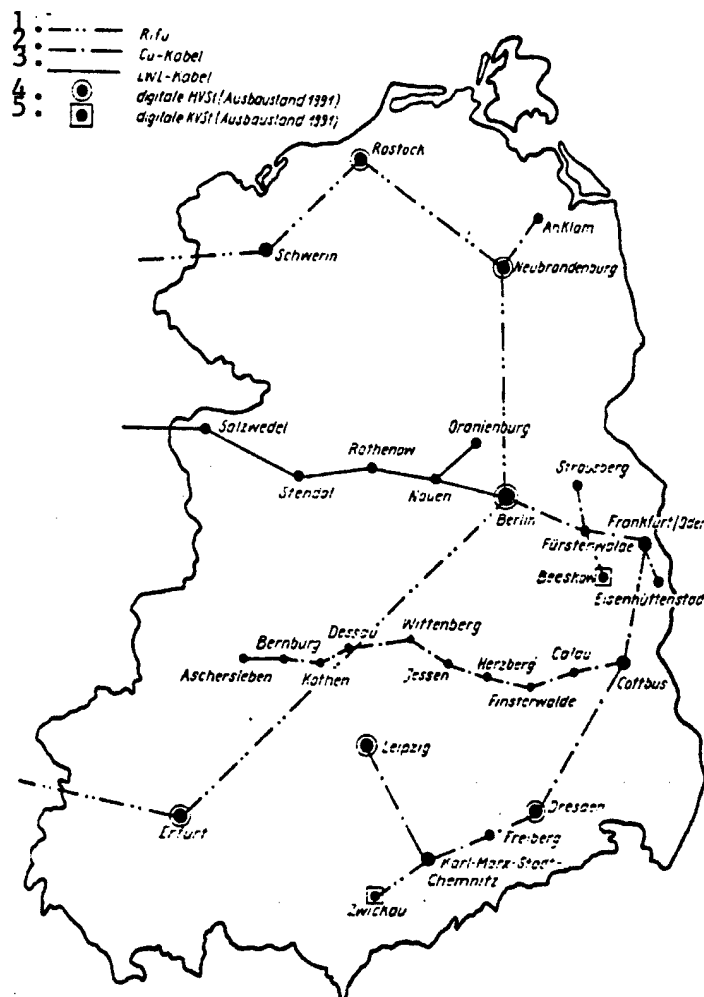 1. Rifu
2. Cu-Kabel
3. LWL-Kabel
4. digitale HVSt (Ausbaustand 1991)
5. digitale KVSt (Ausbaustand 1991)
Rostock
Anklam
Schwerin
Neubrandenburg
Salzwedel
Oranienburg
Rathenow
Strausberg
Stendal
Nauen
Berlin
Frankfurt/Oder
Fürstenwalde
Beeskow
Eisenhüttenstadt
Dessau
Wittenberg
Bernburg
Calau
Aschersleben
Köthen
Jessen
Herzberg
Cottbus
Finsterwalde
Leipzig
Dresden
Erfurt
Freiberg
Karl-Marx-Stadt-
Chemnitz
Zwickau